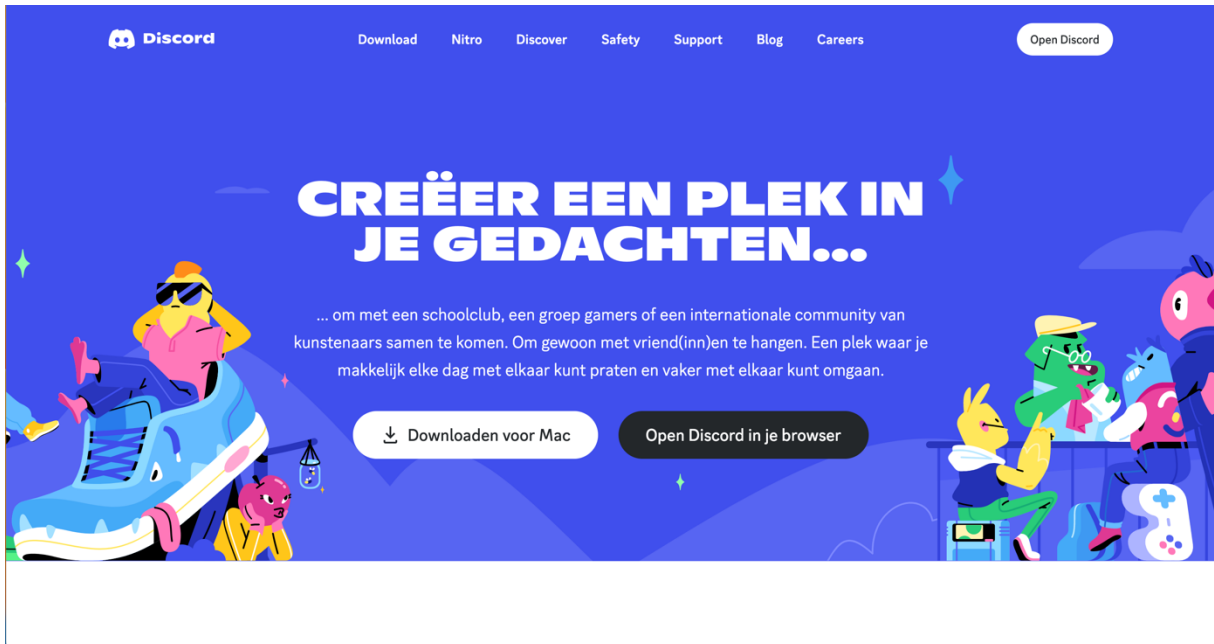 Discord
Download Nitro Discover Safety Support Blog Careers
Open Discord
CREËER EEN PLEK IN
JE GEDACHTEN...
... om met een schoolclub, een groep gamers of een internationale community van
kunstenaars samen te komen. Om gewoon met vriend(inn)en te hangen. Een plek waar je
makkelijk elke dag met elkaar kunt praten en vaker met elkaar kunt omgaan.
Downloaden voor Mac
Open Discord in je browser